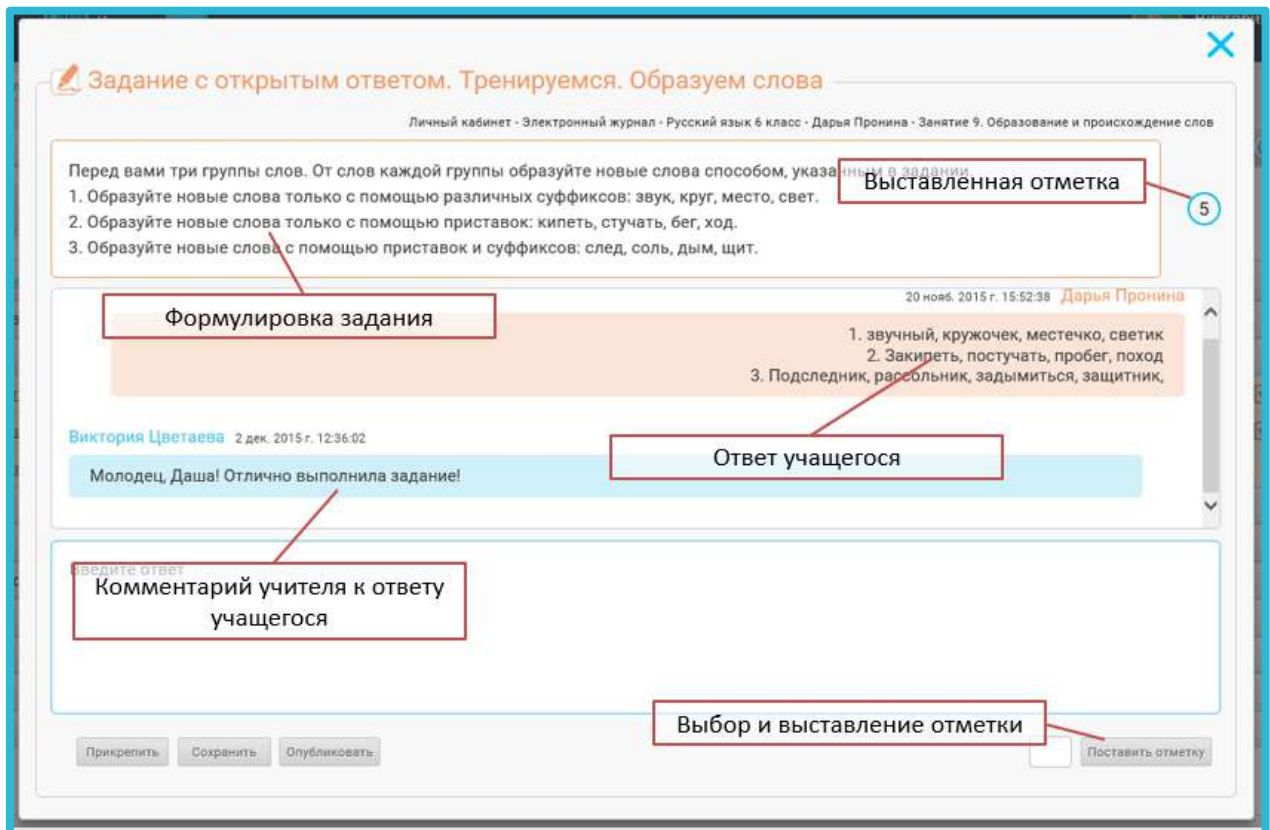 Задание с открытым ответом. Тренируемся. Образуем слова
Личный кабинет - Электронный журнал - Русский язык 6 класс - Дарья Пронина - Занятие 9. Образование и происхождение слов
Перед вами три группы слов. От слов каждой группы образуйте новые слова способом, указанным в задании.
1. Образуйте новые слова только с помощью различных суффиксов: звук, круг, место, свет.
2. Образуйте новые слова только с помощью приставок: кипеть, стучать, бег, ход.
3. Образуйте новые слова с помощью приставок и суффиксов: след, соль, дым, щит.
Выставленная отметка
5
Формулировка задания
20 нояб. 2015 г. 15:52:38 Дарья Пронина
1. звучный, кружочек, местечко, светик
2. Закипеть, постучать, пробег, поход
3. Подследник, рассольник, задымиться, защитник,
Виктория Цветаева 2 дек. 2015 г. 12:36:02
Ответ учащегося
Молодец, Даша! Отлично выполнила задание!
Введите ответ
Комментарий учителя к ответу
учащегося
Выбор и выставление отметки
Прикрепить Сохранить Опубликовать Поставить отметку